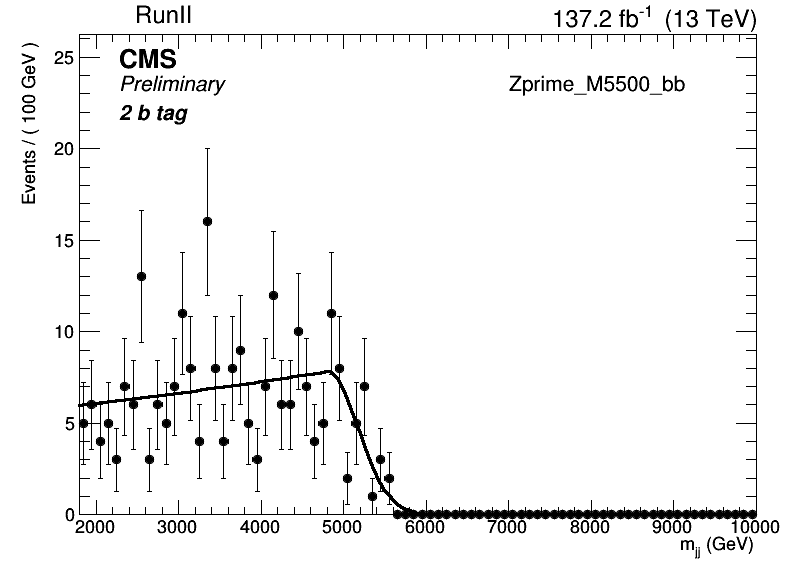 RunII
137.2 fb⁻¹ (13 TeV)
CMS
Preliminary
2 b tag
Zprime_M5500_bb
Events / ( 100 GeV )
25
20
15
10
5
0
2000 3000 4000 5000 6000 7000 8000 9000 10000
m_jj (GeV)